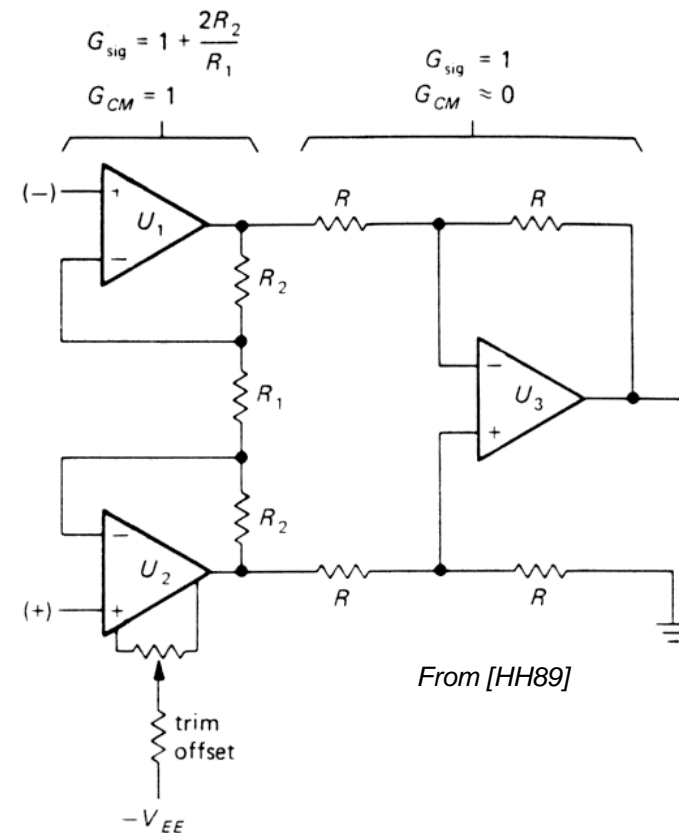 G_sig = 1 + 2R_2/R_1
G_CM = 1
G_sig = 1
G_CM ≈ 0
(−)
+
U_1
−
R
R
R_2
R_1
−
U_3
+
R_2
−
U_2
+
(+)
R
R
From [HH89]
trim
offset
−V_EE